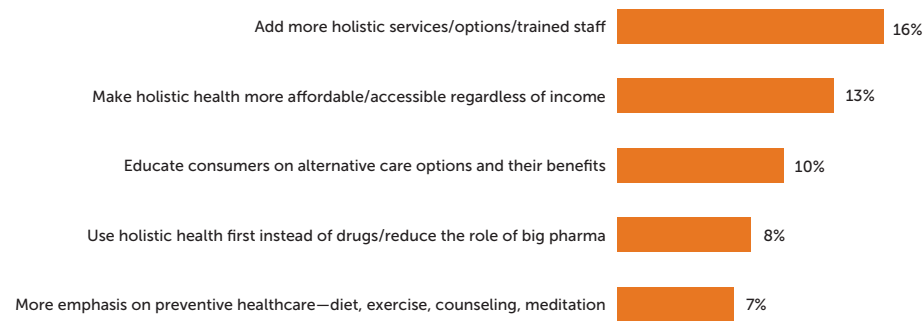 Add more holistic services/options/trained staff 16%
Make holistic health more affordable/accessible regardless of income 13%
Educate consumers on alternative care options and their benefits 10%
Use holistic health first instead of drugs/reduce the role of big pharma 8%
More emphasis on preventive healthcare—diet, exercise, counseling, meditation 7%